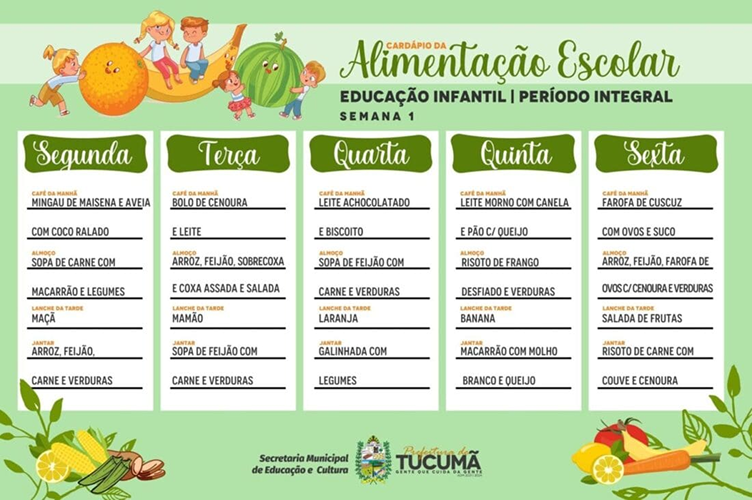 CARDÁPIO DA
Alimentação Escolar
EDUCAÇÃO INFANTIL | PERÍODO INTEGRAL
SEMANA 1
Segunda
CAFÉ DA MANHÃ
MINGAU DE MAISENA E AVEIA
COM COCO RALADO
ALMOÇO
SOPA DE CARNE COM
MACARRÃO E LEGUMES
LANCHE DA TARDE
MAÇÃ
JANTAR
ARROZ, FEIJÃO,
CARNE E VERDURAS
Terça
CAFÉ DA MANHÃ
BOLO DE CENOURA
E LEITE
ALMOÇO
ARROZ, FEIJÃO, SOBRECOXA
E COXA ASSADA E SALADA
LANCHE DA TARDE
MAMÃO
JANTAR
SOPA DE FEIJÃO COM
CARNE E VERDURAS
Quarta
CAFÉ DA MANHÃ
LEITE ACHOCOLATADO
E BISCOITO
ALMOÇO
SOPA DE FEIJÃO COM
CARNE E VERDURAS
LANCHE DA TARDE
LARANJA
JANTAR
GALINHADA COM
LEGUMES
Quinta
CAFÉ DA MANHÃ
LEITE MORNO COM CANELA
E PÃO C/ QUEIJO
ALMOÇO
RISOTO DE FRANGO
DESFIADO E VERDURAS
LANCHE DA TARDE
BANANA
JANTAR
MACARRÃO COM MOLHO
BRANCO E QUEIJO
Sexta
CAFÉ DA MANHÃ
FAROFA DE CUSCUZ
COM OVOS E SUCO
ALMOÇO
ARROZ, FEIJÃO, FAROFA DE
OVOS C/ CENOURA E VERDURAS
LANCHE DA TARDE
SALADA DE FRUTAS
JANTAR
RISOTO DE CARNE COM
COUVE E CENOURA
Secretaria Municipal
de Educação e Cultura
Prefeitura de
TUCUMÃ
GENTE QUE CUIDA DA GENTE